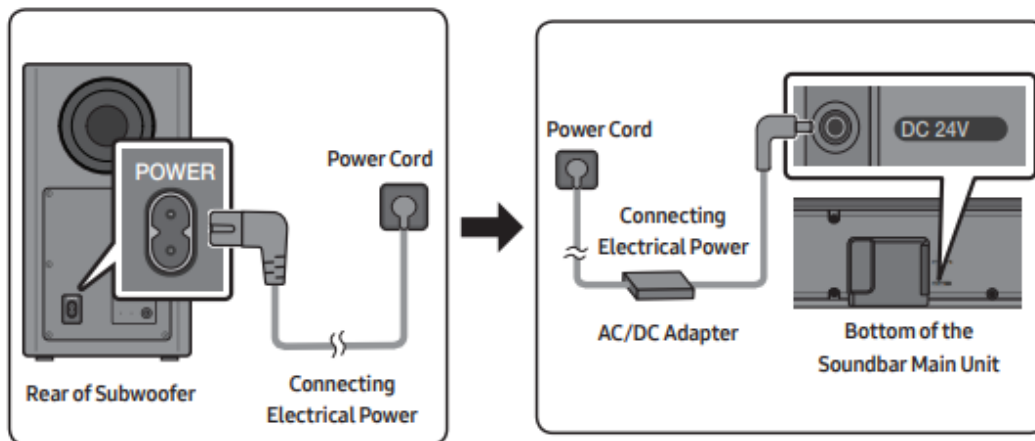 POWER
Power Cord
Rear of Subwoofer
Connecting
Electrical Power
Power Cord
DC 24V
Connecting
Electrical Power
AC/DC Adapter
Bottom of the
Soundbar Main Unit